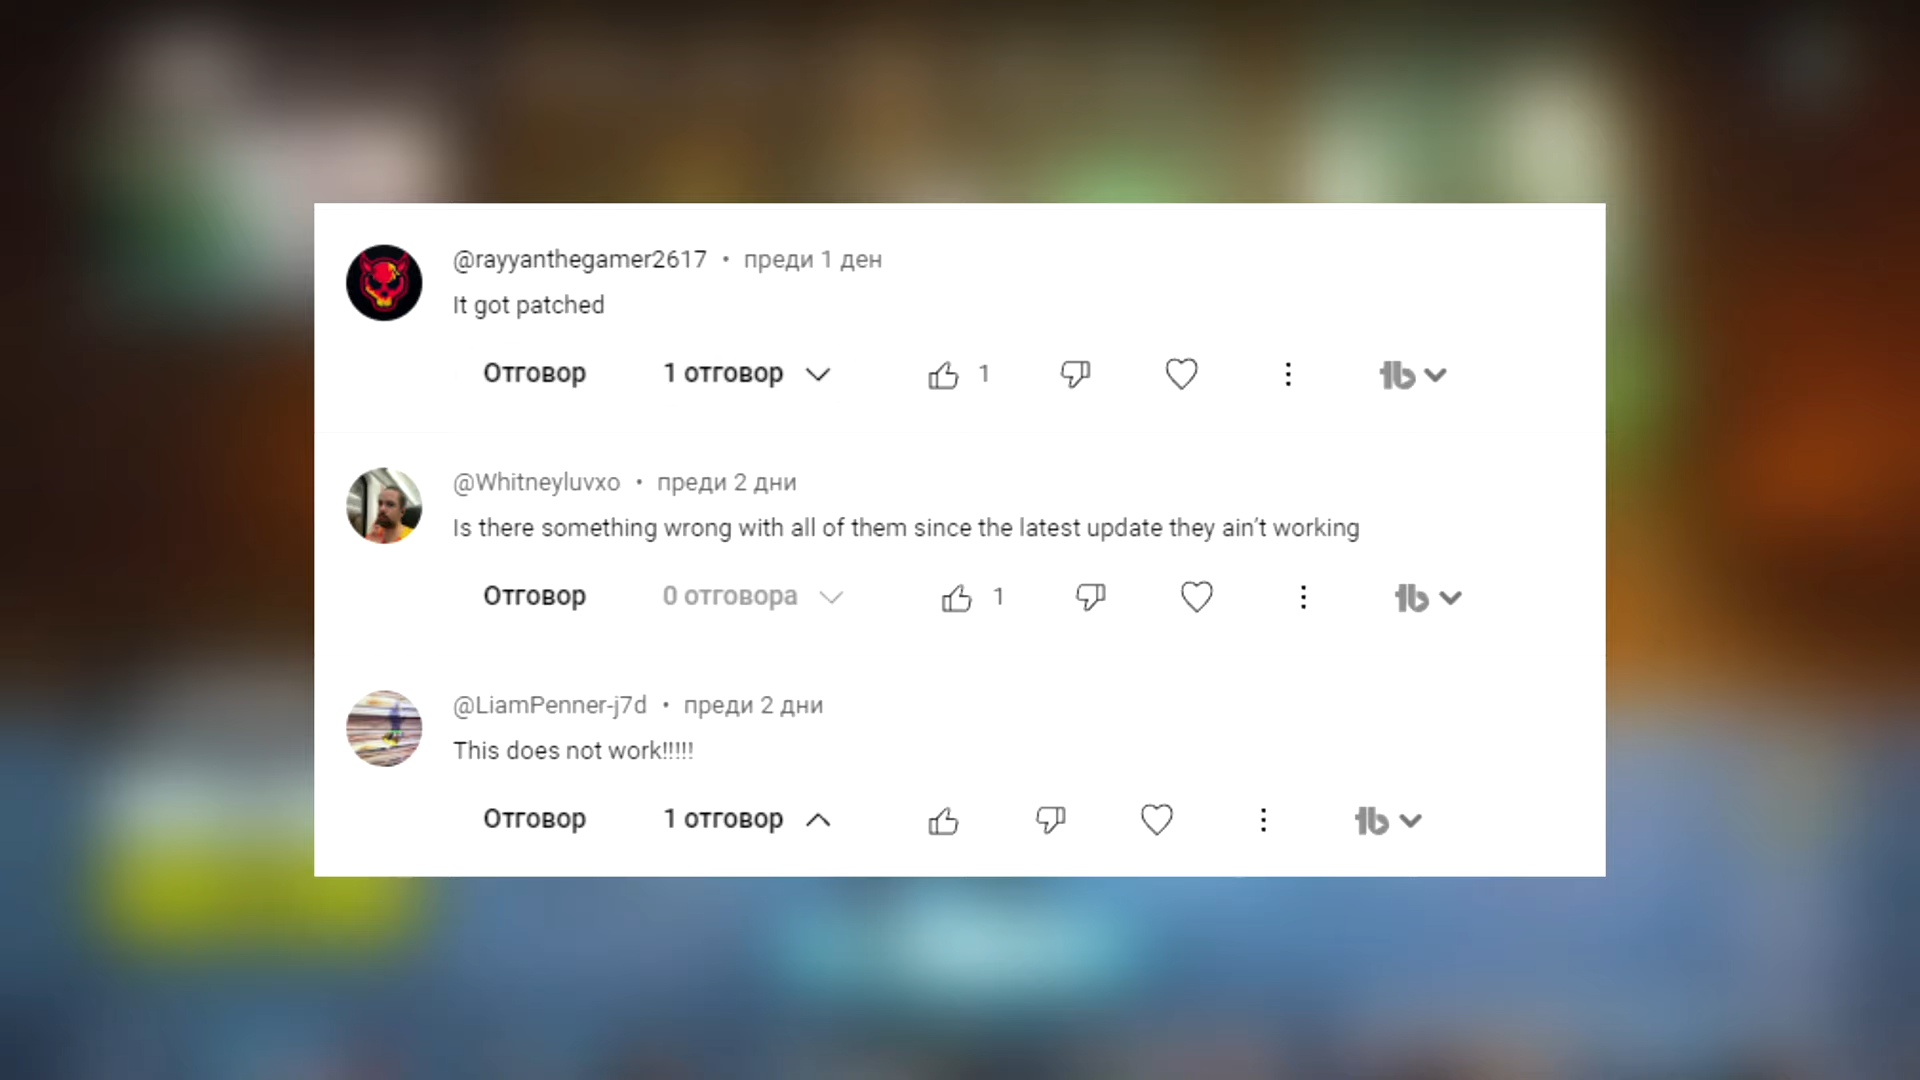 @rayyanthegamer2617 • преди 1 ден
It got patched
Отговор 1 отговор 1
@Whitneyluvxo • преди 2 дни
Is there something wrong with all of them since the latest update they ain’t working
Отговор 0 отговора 1
@LiamPenner-j7d • преди 2 дни
This does not work!!!!!
Отговор 1 отговор